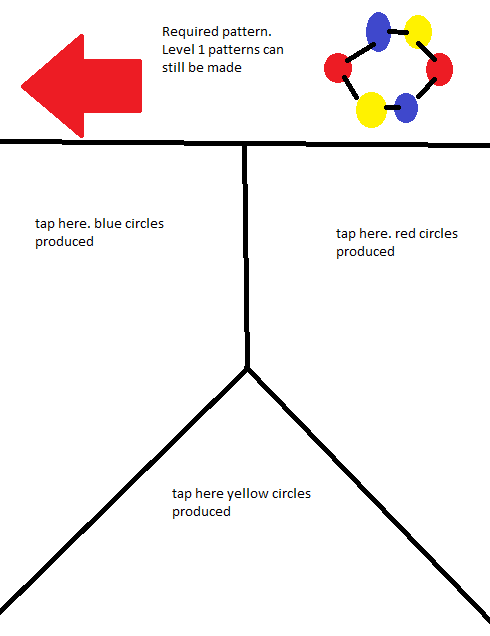 Required pattern.
Level 1 patterns can
still be made
tap here. blue circles
produced
tap here. red circles
produced
tap here yellow circles
produced